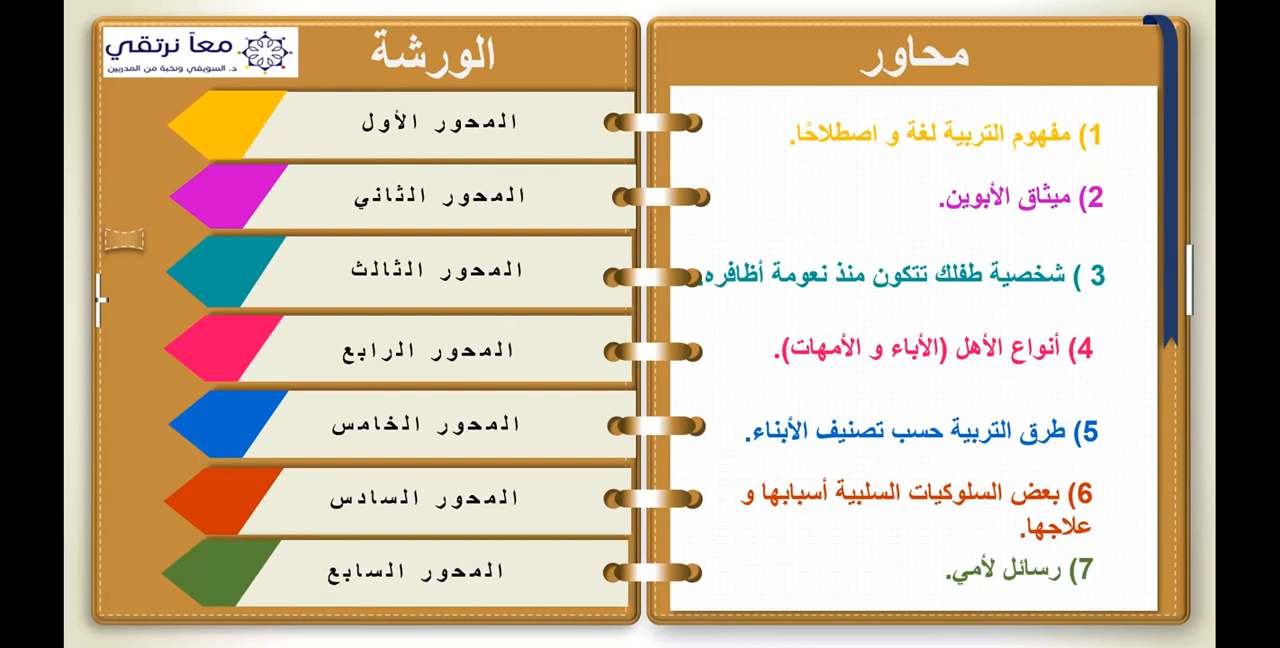 محاور
الورشة
معاً نرتقي
د. السويفي ونخبة من المدربين
1) مفهوم التربية لغة و اصطلاحًا.
المحور الأول
2) ميثاق الأبوين.
المحور الثاني
3 ) شخصية طفلك تتكون منذ نعومة أظافره.
المحور الثالث
4) أنواع الأهل (الأباء و الأمهات).
المحور الرابع
5) طرق التربية حسب تصنيف الأبناء.
المحور الخامس
6) بعض السلوكيات السلبية أسبابها و
علاجها.
المحور السادس
7) رسائل لأمي.
المحور السابع